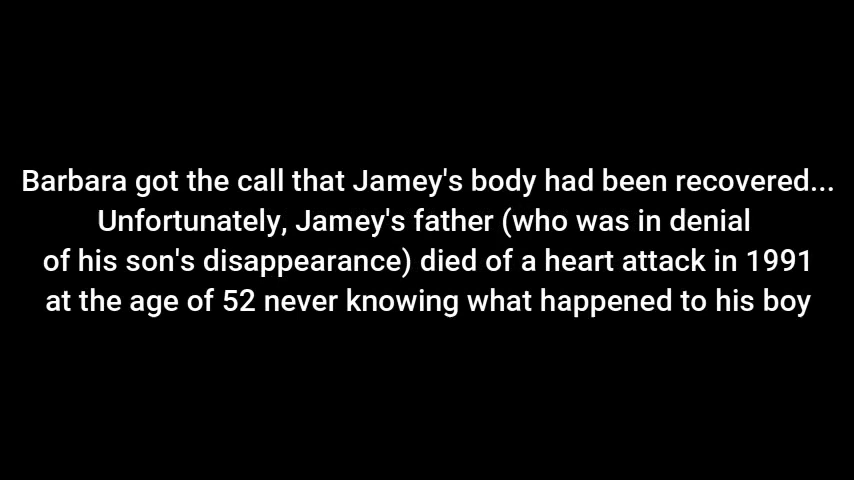 Barbara got the call that Jamey's body had been recovered...
Unfortunately, Jamey's father (who was in denial
of his son's disappearance) died of a heart attack in 1991
at the age of 52 never knowing what happened to his boy